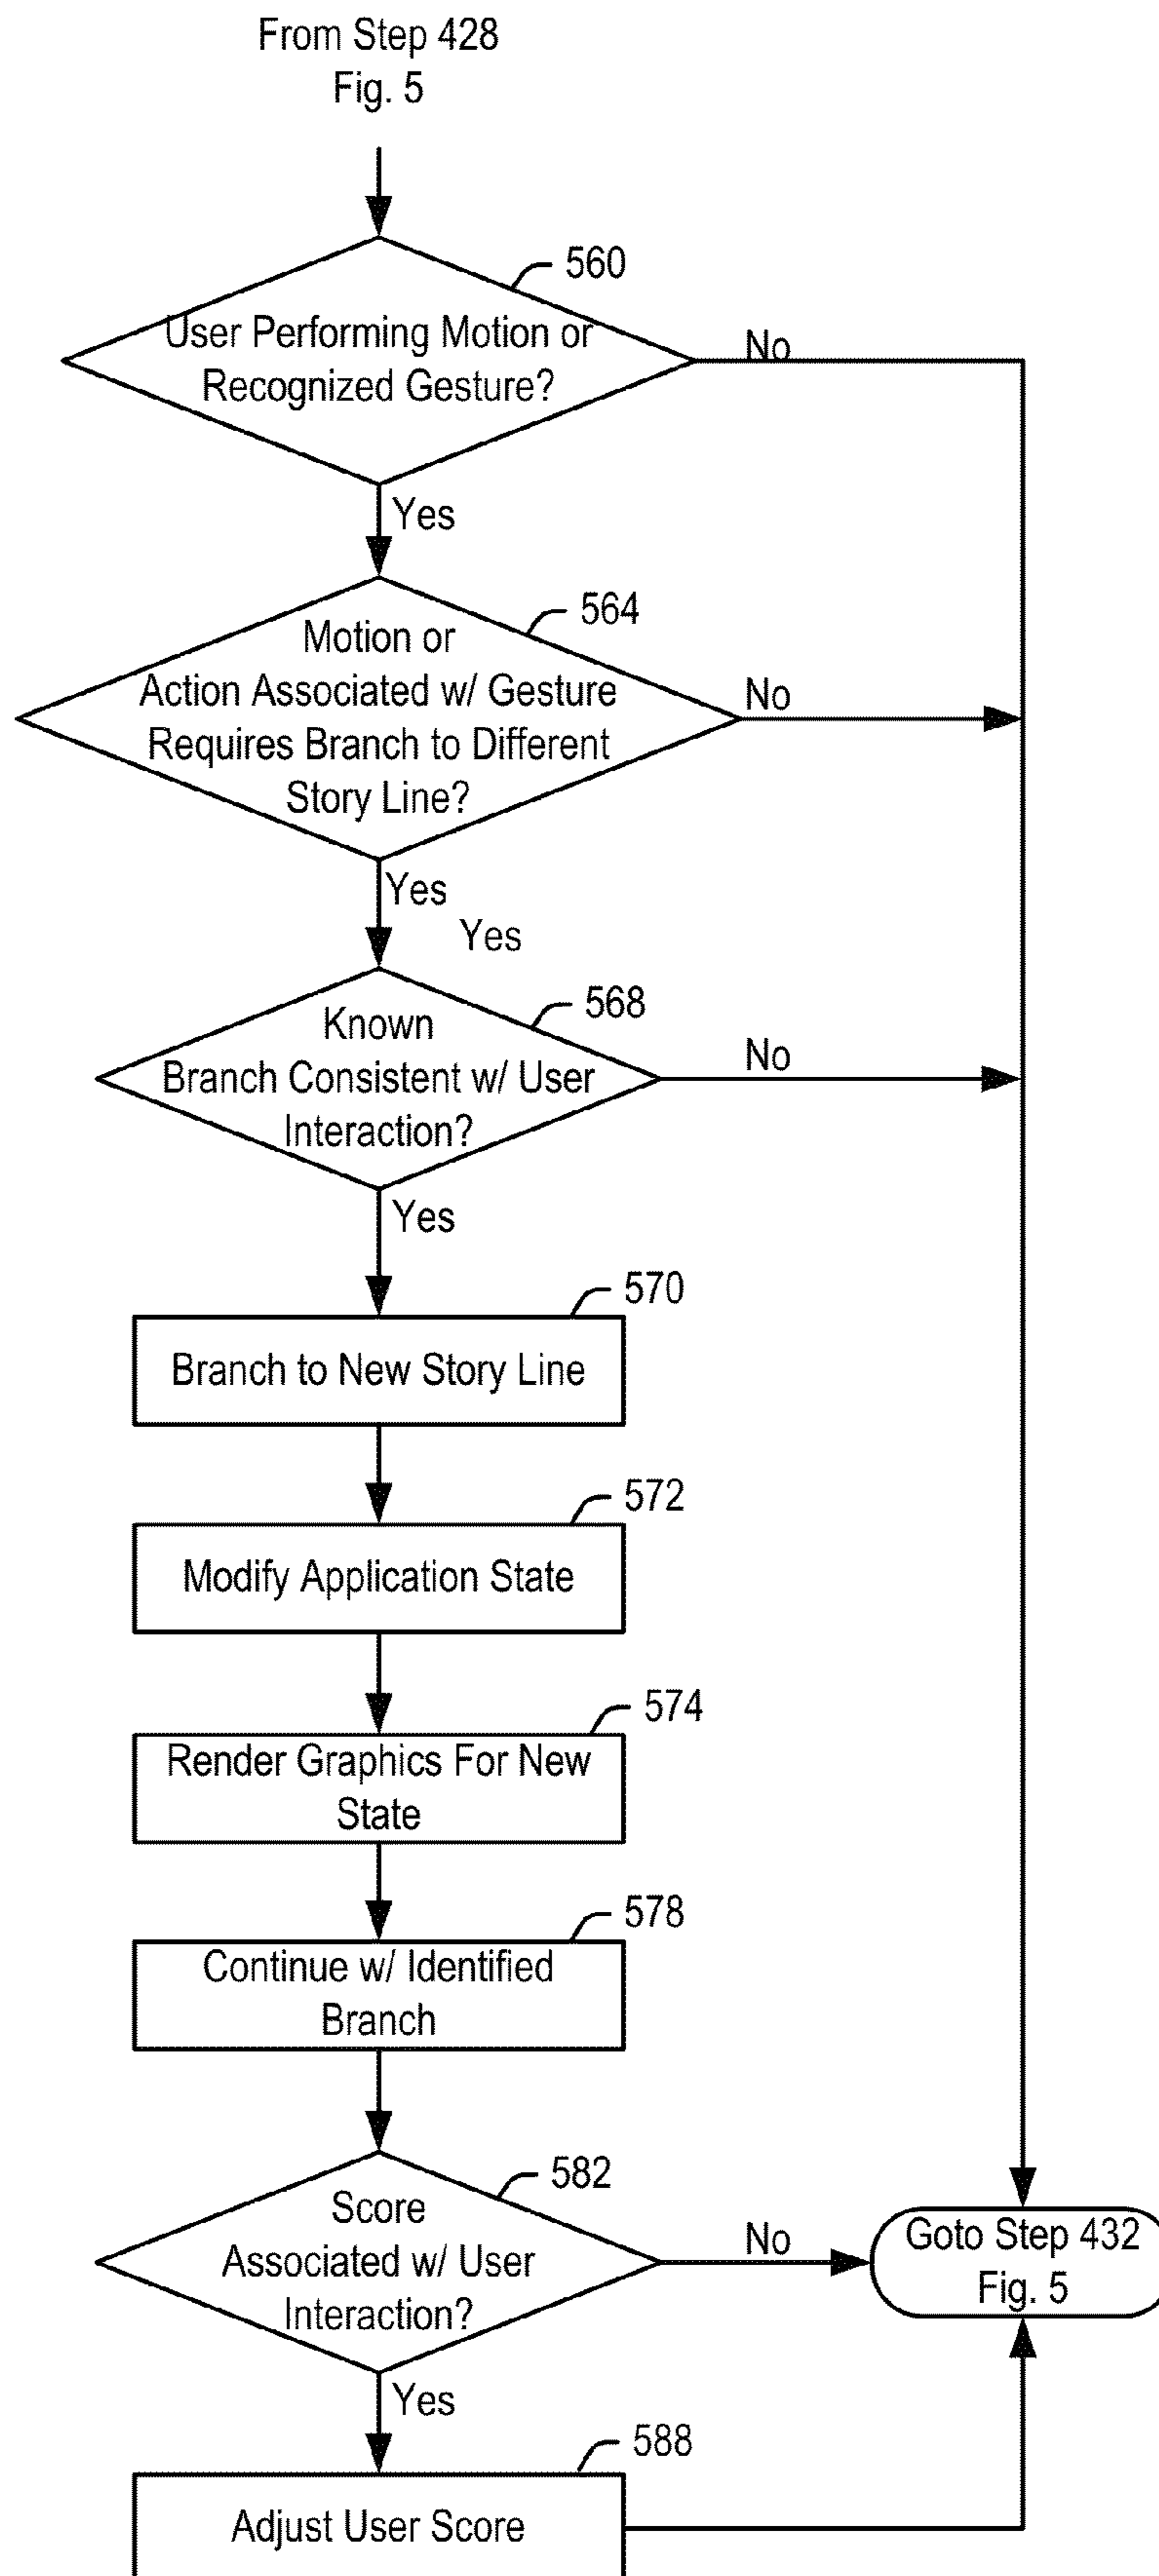 From Step 428
Fig. 5
560
User Performing Motion or
Recognized Gesture?
No
Yes
564
Motion or
Action Associated w/ Gesture
Requires Branch to Different
Story Line?
No
Yes
Yes
568
Known
Branch Consistent w/ User
Interaction?
No
Yes
570
Branch to New Story Line
572
Modify Application State
574
Render Graphics For New
State
578
Continue w/ Identified
Branch
582
Score
Associated w/ User
Interaction?
No
Goto Step 432
Fig. 5
Yes
588
Adjust User Score